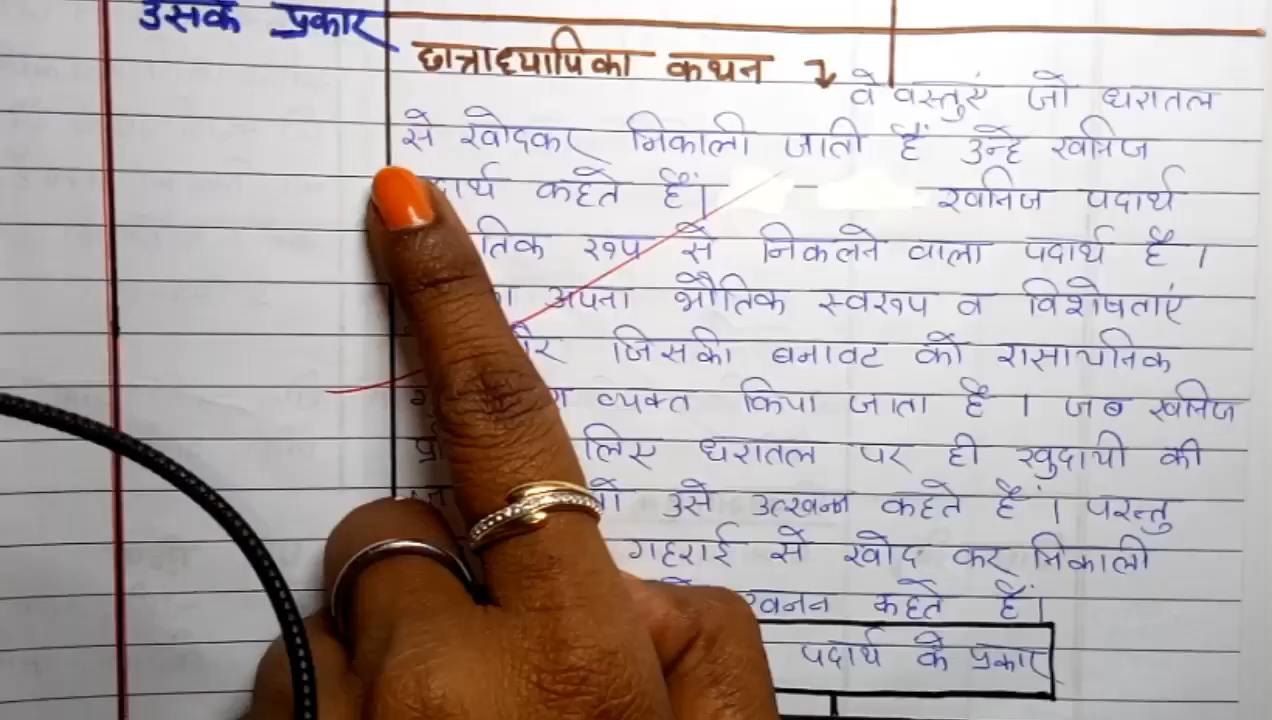 उसके प्रकार
छात्राध्यापिका कथन
वे वस्तुएं जो धरातल
से खोदकर निकाली जाती हैं उन्हे खनिज
कहते हैं। खनिज पदार्थ
रूप से निकलने वाला पदार्थ है।
अपना भौतिक स्वरूप व विशेषताएं
जिसकी बनावट को रासायनिक
व्यक्त किया जाता है। जब खनिज
लिए धरातल पर ही खुदायी की
उसे उत्खनन कहते हैं। परन्तु
गहराई से खोद कर निकाली
खनन कहते हैं।
पदार्थ के प्रकार